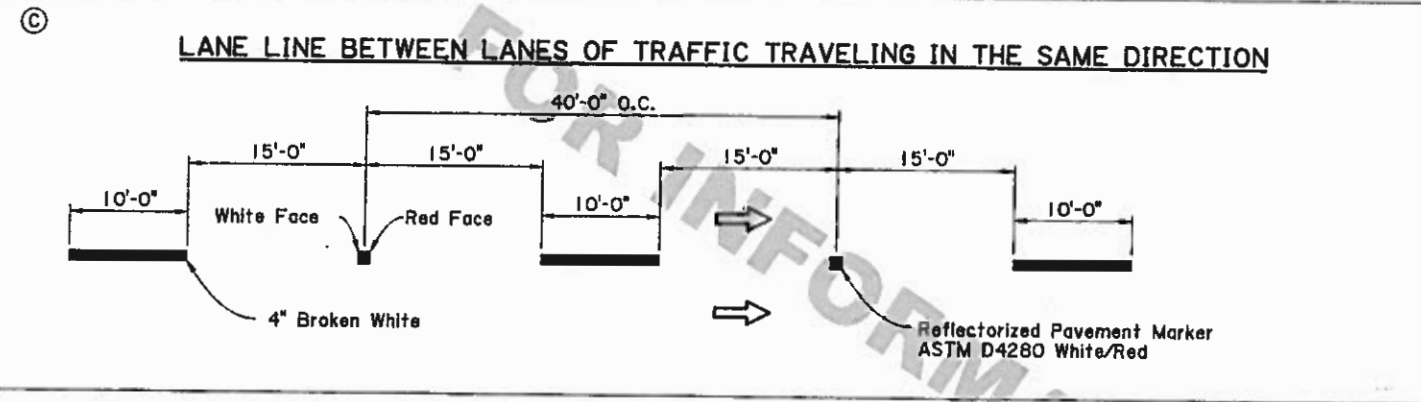 ©
LANE LINE BETWEEN LANES OF TRAFFIC TRAVELING IN THE SAME DIRECTION
40'-0" O.C.
15'-0" 15'-0" 15'-0" 15'-0"
10'-0" 10'-0" 10'-0"
White Face Red Face
4" Broken White
Reflectorized Pavement Marker
ASTM D4280 White/Red
FOR INFORMA